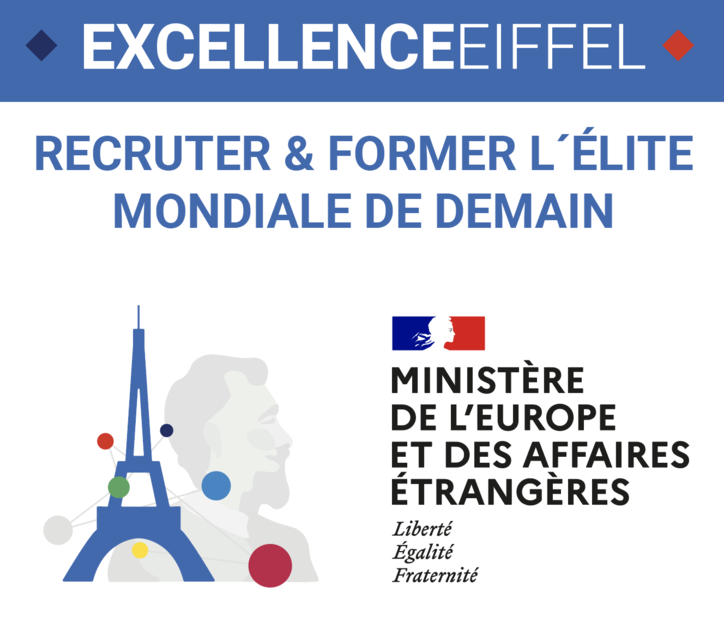 EXCELLENCEEIFFEL
RECRUTER & FORMER L´ÉLITE
MONDIALE DE DEMAIN
MINISTÈRE
DE L’EUROPE
ET DES AFFAIRES
ÉTRANGÈRES
Liberté
Égalité
Fraternité